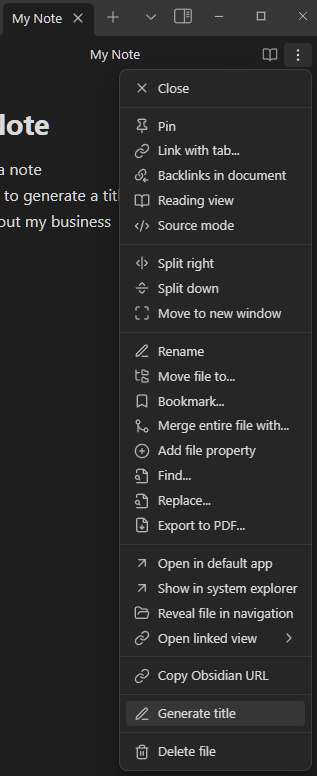 My Note
My Note
Note
a note
to generate a titl
out my business
Close
Pin
Link with tab...
Backlinks in document
Reading view
Source mode
Split right
Split down
Move to new window
Rename
Move file to...
Bookmark...
Merge entire file with...
Add file property
Find...
Replace...
Export to PDF...
Open in default app
Show in system explorer
Reveal file in navigation
Open linked view
Copy Obsidian URL
Generate title
Delete file